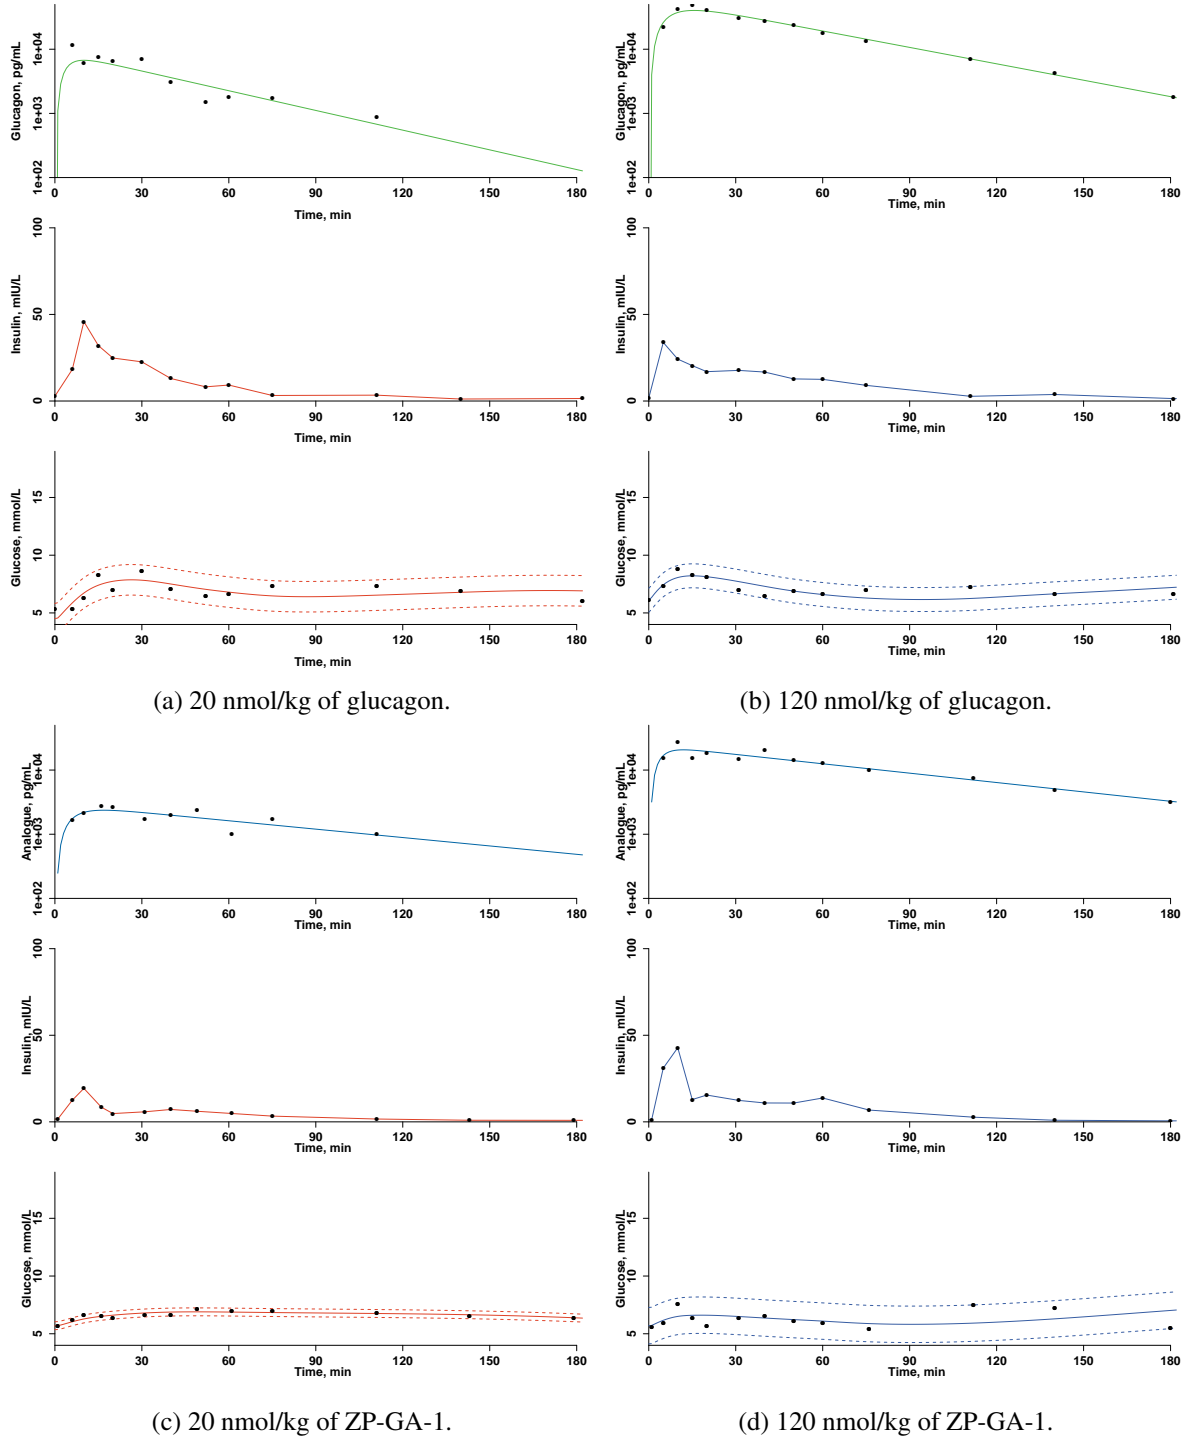 Glucagon, pg/mL
1e+04
1e+03
1e+02
0 30 60 90 120 150 180
Time, min
Glucagon, pg/mL
1e+04
1e+03
1e+02
0 30 60 90 120 150 180
Time, min
Insulin, mIU/L
100
50
0
0 30 60 90 120 150 180
Time, min
Insulin, mIU/L
100
50
0
0 30 60 90 120 150 180
Time, min
Glucose, mmol/L
15
10
5
0 30 60 90 120 150 180
Time, min
Glucose, mmol/L
15
10
5
0 30 60 90 120 150 180
Time, min
(a) 20 nmol/kg of glucagon.
(b) 120 nmol/kg of glucagon.
Analogue, pg/mL
1e+04
1e+03
1e+02
0 30 60 90 120 150 180
Time, min
Analogue, pg/mL
1e+04
1e+03
1e+02
0 30 60 90 120 150 180
Time, min
Insulin, mIU/L
100
50
0
0 30 60 90 120 150 180
Time, min
Insulin, mIU/L
100
50
0
0 30 60 90 120 150 180
Time, min
Glucose, mmol/L
15
10
5
0 30 60 90 120 150 180
Time, min
Glucose, mmol/L
15
10
5
0 30 60 90 120 150 180
Time, min
(c) 20 nmol/kg of ZP-GA-1.
(d) 120 nmol/kg of ZP-GA-1.